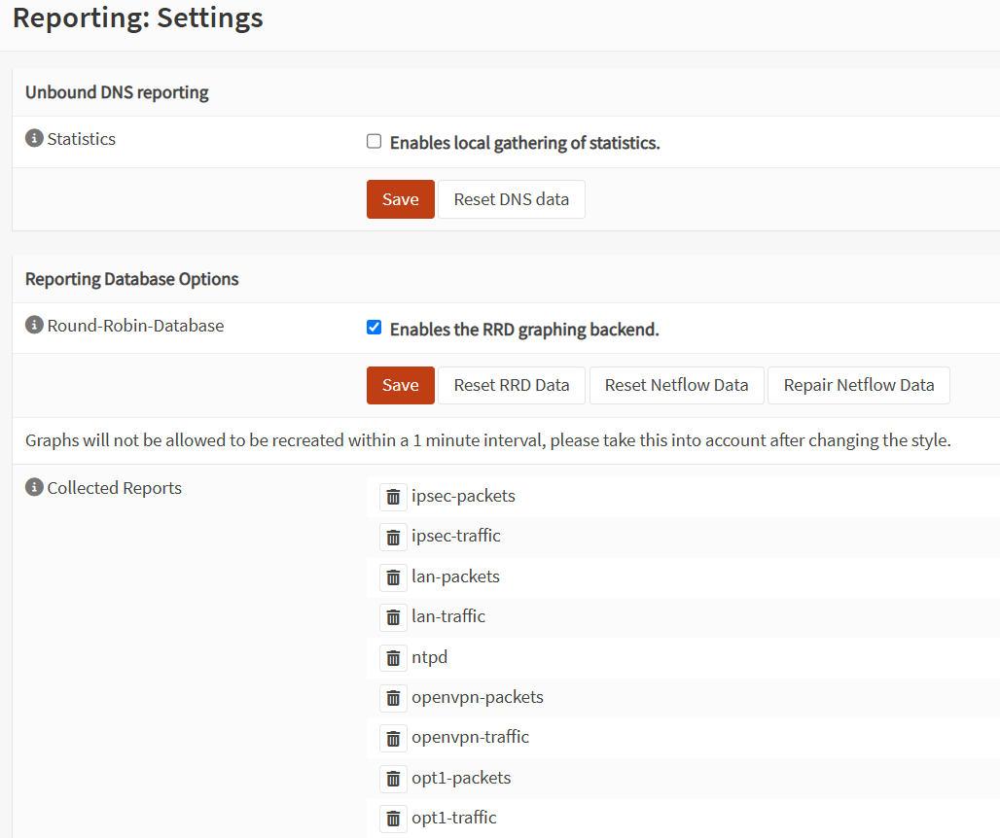 Reporting: Settings
Unbound DNS reporting
Statistics
Enables local gathering of statistics.
Save
Reset DNS data
Reporting Database Options
Round-Robin-Database
Enables the RRD graphing backend.
Save
Reset RRD Data
Reset Netflow Data
Repair Netflow Data
Graphs will not be allowed to be recreated within a 1 minute interval, please take this into account after changing the style.
Collected Reports
ipsec-packets
ipsec-traffic
lan-packets
lan-traffic
ntpd
openvpn-packets
openvpn-traffic
opt1-packets
opt1-traffic